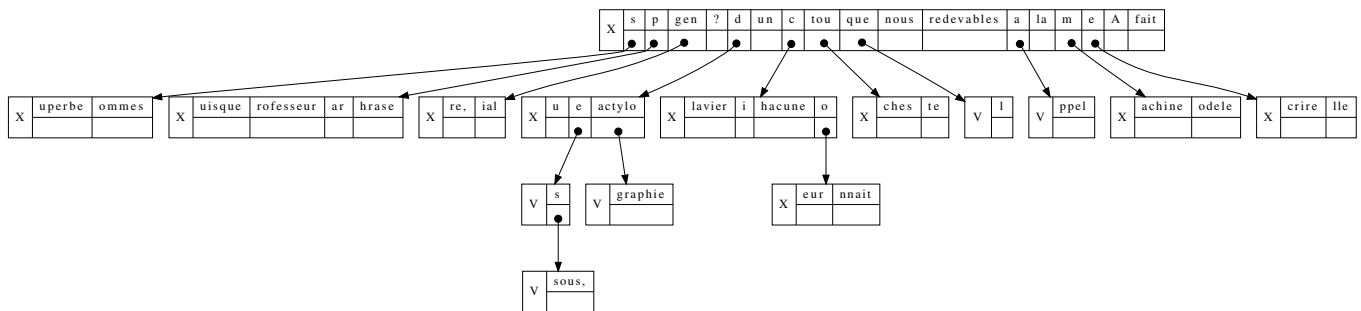 X s p gen ? d un c tou que nous redevables a la m e A fait
X uperbe ommes
X uisque rofesseur ar hrase
X re, ial
X u e actylo
X lavier i hacune o
X ches te
V l
V ppel
X achine odele
X crire lle
V s
V graphie
X eur nnait
V sous,